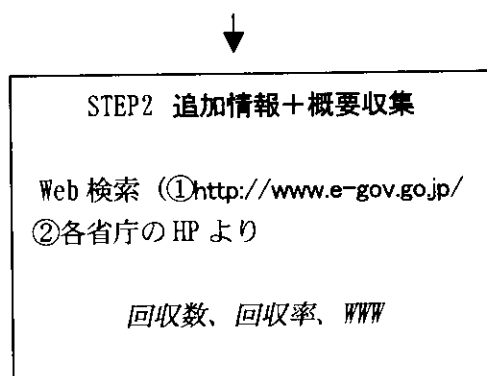 STEP2 追加情報＋概要収集
Web 検索（①http://www.e-gov.go.jp/
②各省庁の HP より
回収数、回収率、WWW